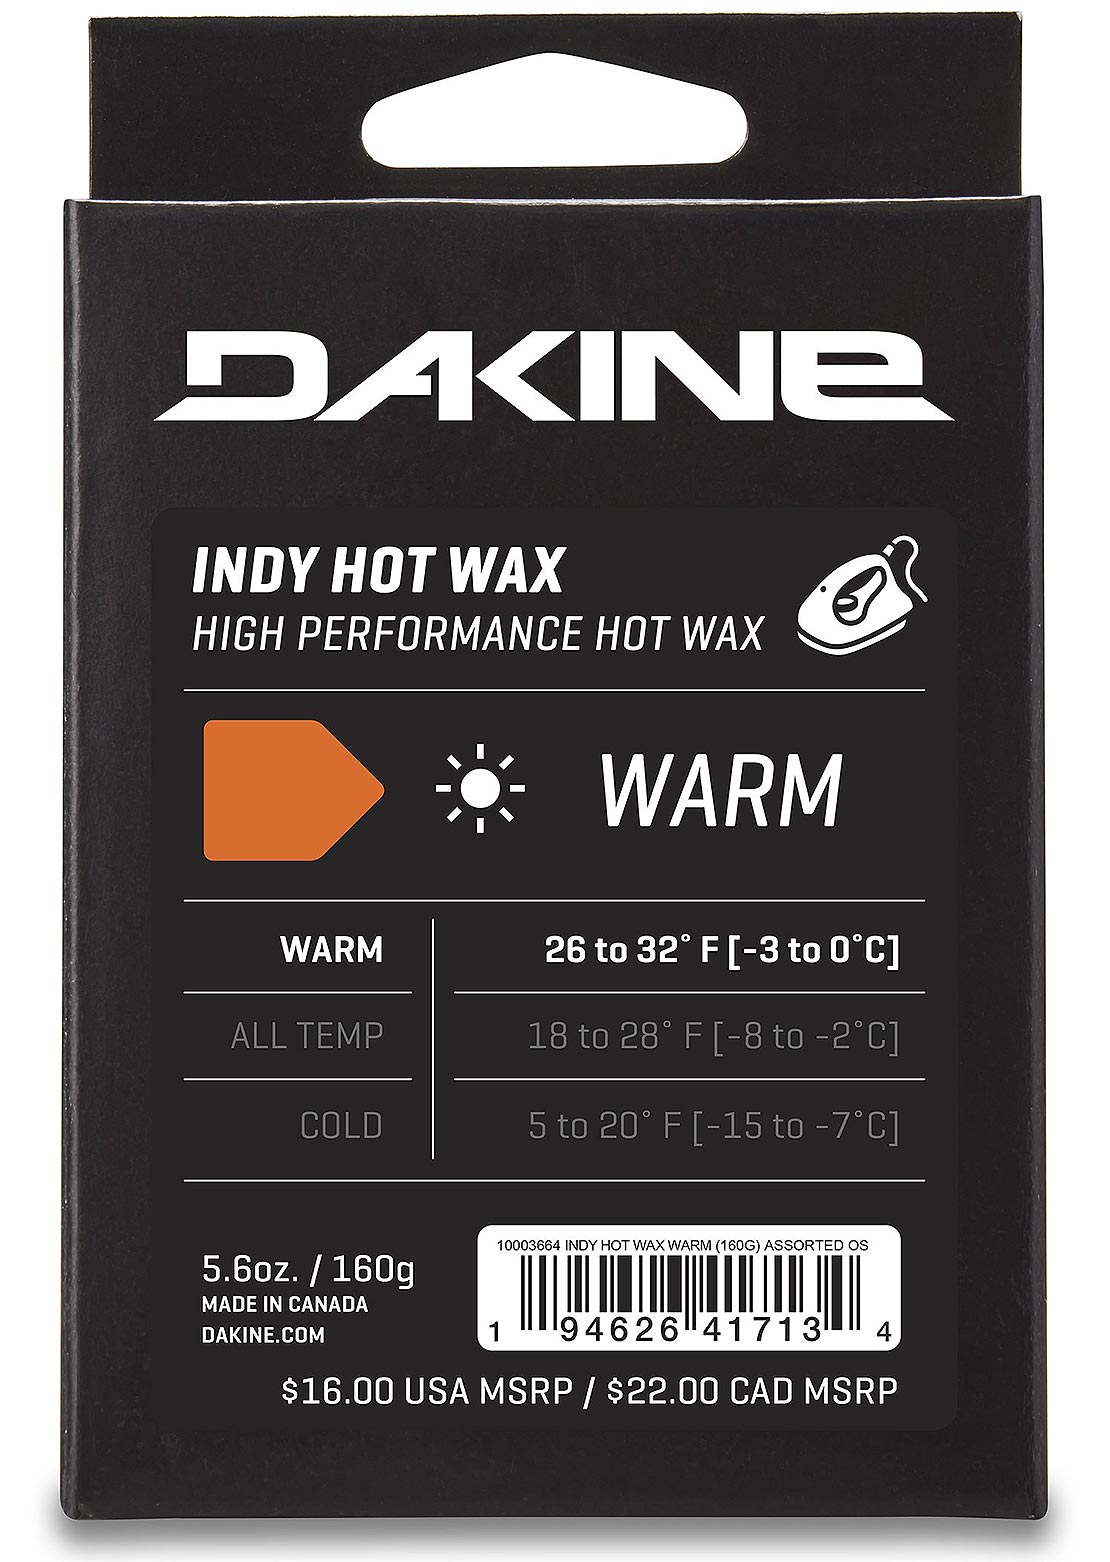 DAKINE
INDY HOT WAX
HIGH PERFORMANCE HOT WAX
WARM
WARM 26 to 32° F [-3 to 0°C]
ALL TEMP 18 to 28° F [-8 to -2°C]
COLD 5 to 20° F [-15 to -7°C]
5.6oz. / 160g
MADE IN CANADA
DAKINE.COM
10003664 INDY HOT WAX WARM (160G) ASSORTED OS
1 94626 41713 4
$16.00 USA MSRP / $22.00 CAD MSRP